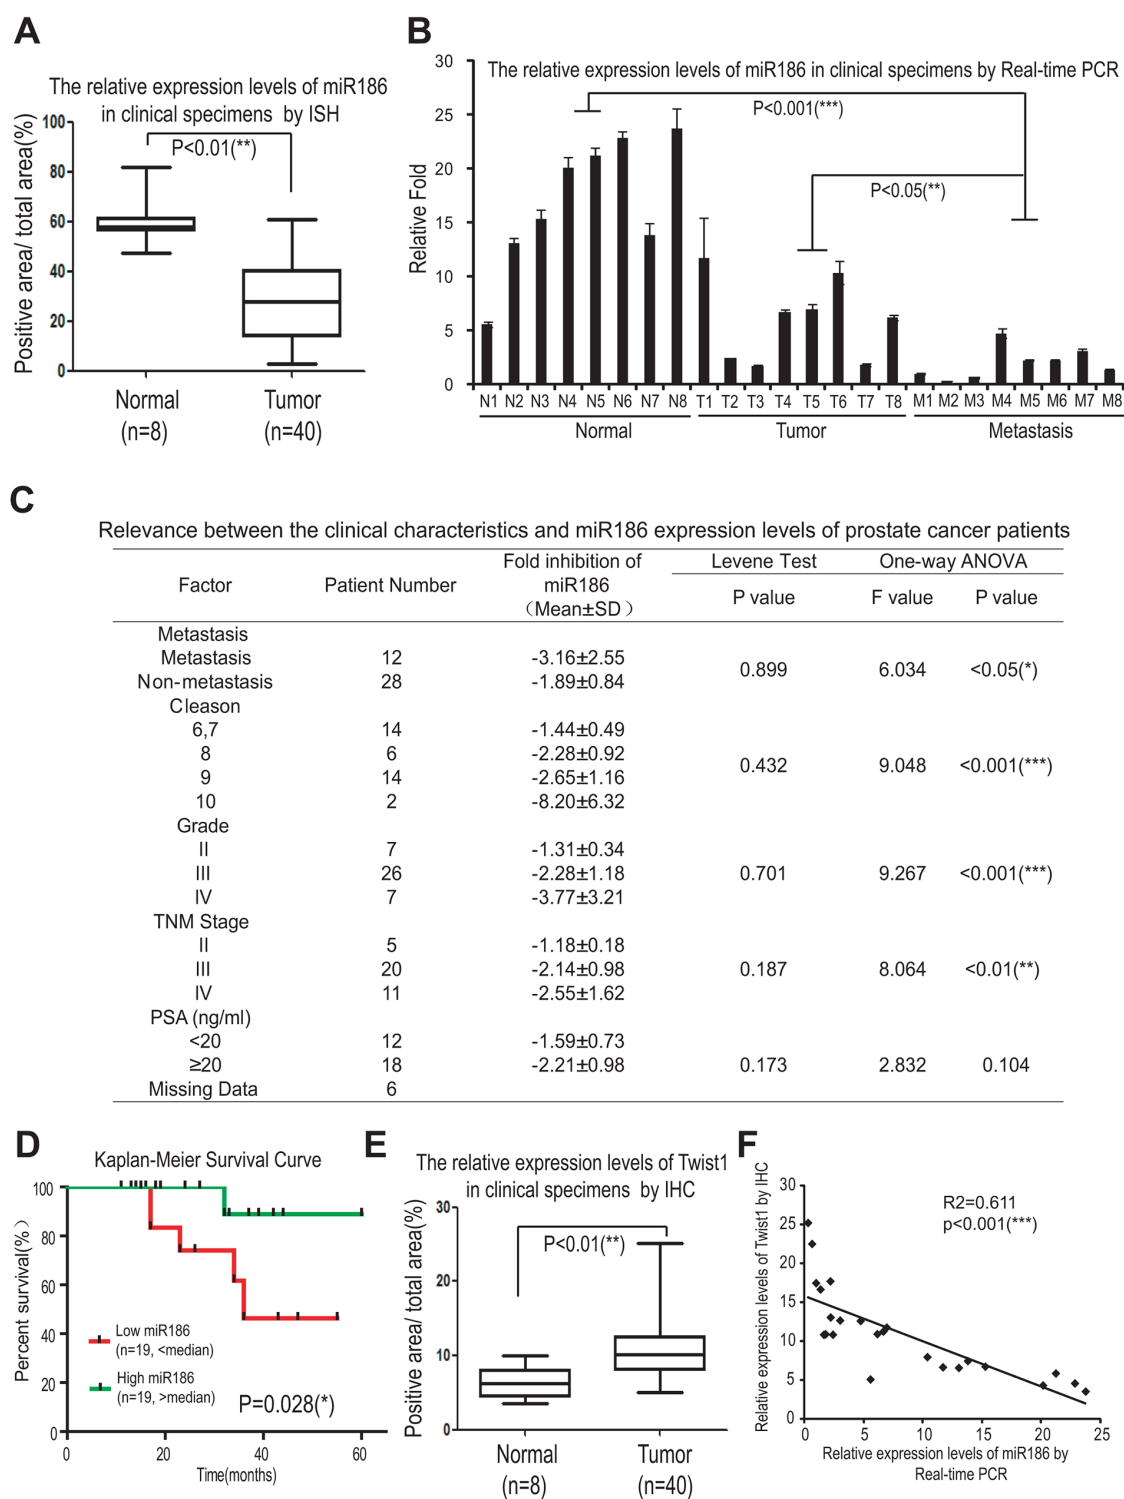 A
The relative expression levels of miR186
in clinical specimens by ISH
Positive area/ total area(%)
100
80
60
40
20
0
P<0.01(**)
Normal
(n=8)
Tumor
(n=40)
B
The relative expression levels of miR186 in clinical specimens by Real-time PCR
Relative Fold
30
25
20
15
10
5
0
P<0.001(***)
P<0.05(**)
N1 N2 N3 N4 N5 N6 N7 N8 T1 T2 T3 T4 T5 T6 T7 T8 M1 M2 M3 M4 M5 M6 M7 M8
Normal Tumor Metastasis
C
Relevance between the clinical characteristics and miR186 expression levels of prostate cancer patients
Factor Patient Number Fold inhibition of
miR186
(Mean±SD) Levene Test One-way ANOVA
P value F value P value
Metastasis
Metastasis 12 -3.16±2.55
Non-metastasis 28 -1.89±0.84
0.899 6.034 <0.05(*)
Cleason
6,7 14 -1.44±0.49
8 6 -2.28±0.92
9 14 -2.65±1.16
10 2 -8.20±6.32
0.432 9.048 <0.001(***)
Grade
II 7 -1.31±0.34
III 26 -2.28±1.18 0.701 9.267 <0.001(***)
IV 7 -3.77±3.21
TNM Stage
II 5 -1.18±0.18
III 20 -2.14±0.98 0.187 8.064 <0.01(**)
IV 11 -2.55±1.62
PSA (ng/ml)
<20 12 -1.59±0.73
≥20 18 -2.21±0.98 0.173 2.832 0.104
Missing Data 6
D
Kaplan-Meier Survival Curve
Percent survival(%)
100
80
60
40
20
0
Low miR186
(n=19, <median)
High miR186
(n=19, >median)
P=0.028(*)
0 20 40 60
Time(months)
E
The relative expression levels of Twist1
in clinical specimens by IHC
Positive area/ total area(%)
30
20
10
0
P<0.01(**)
Normal
(n=8)
Tumor
(n=40)
F
Relative expression levels of Twist1 by IHC
30
25
20
15
10
5
0
R2=0.611
p<0.001(***)
0 5 10 15 20 25
Relative expression levels of miR186 by
Real-time PCR